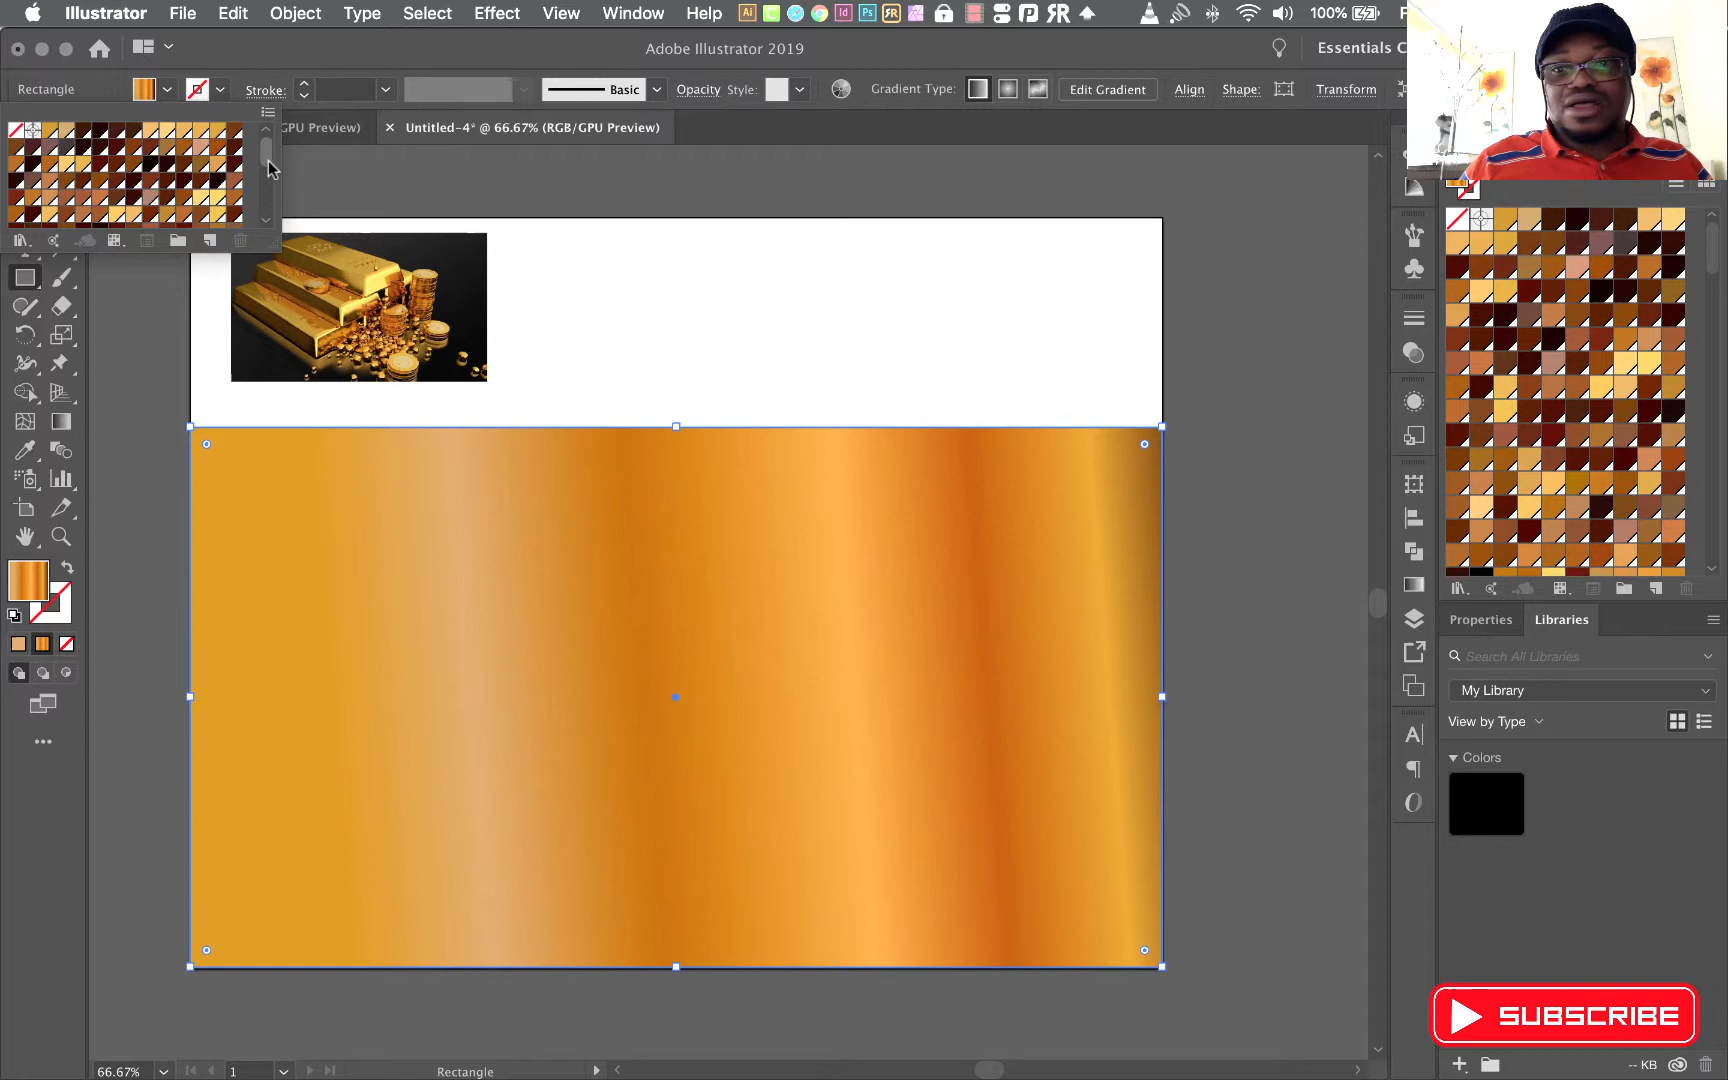 Illustrator File Edit Object Type Select Effect View Window Help 100%
Adobe Illustrator 2019
Essentials C
Rectangle Stroke: Basic Opacity Style: Gradient Type: Edit Gradient Align Shape: Transform
GPU Preview) × Untitled-4* @ 66.67% (RGB/GPU Preview)
Properties Libraries
Search All Libraries
My Library
View by Type
Colors
SUBSCRIBE
66.67% 1 Rectangle -- KB